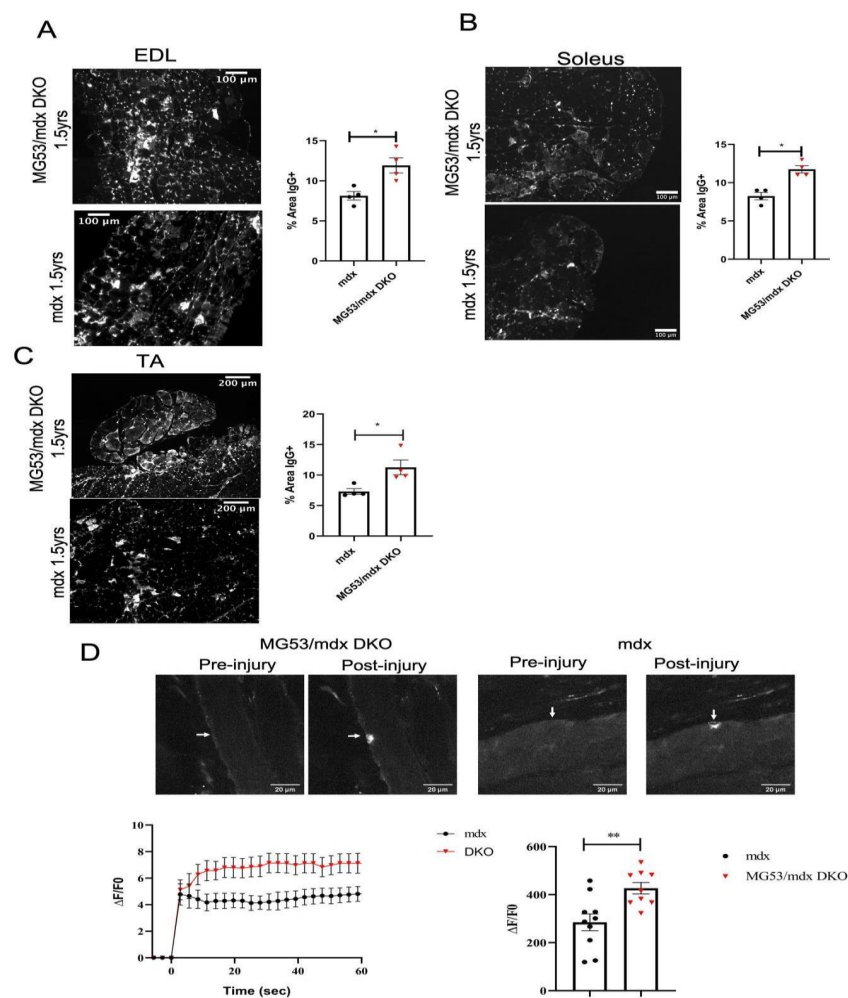 A
EDL
MG53/mdx DKO
1.5yrs
100 µm
mdx 1.5yrs
100 µm
% Area IgG+
15
10
5
0
*
mdx
MG53/mdx DKO
B
Soleus
MG53/mdx DKO
1.5yrs
100 µm
mdx 1.5yrs
100 µm
% Area IgG+
15
10
5
0
*
mdx
MG53/mdx DKO
C
TA
MG53/mdx DKO
1.5yrs
200 µm
mdx 1.5yrs
200 µm
% Area IgG+
20
15
10
5
0
*
mdx
MG53/mdx DKO
D
MG53/mdx DKO
mdx
Pre-injury
Post-injury
Pre-injury
Post-injury
20 µm
20 µm
20 µm
20 µm
ΔF/F0
10
8
6
4
2
0
0
20
40
60
Time (sec)
mdx
DKO
ΔF/F0
600
400
200
0
**
mdx
MG53/mdx DKO